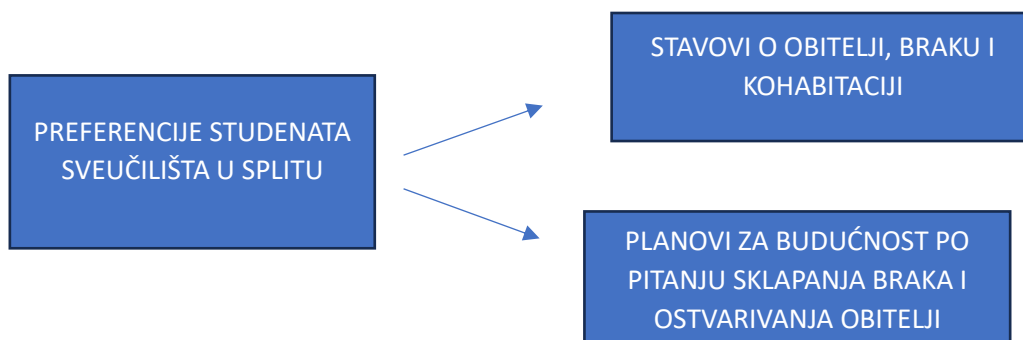 PREFERENCIJE STUDENATA
SVEUČILIŠTA U SPLITU
STAVOVI O OBITELJI, BRAKU I
KOHABITACIJI
PLANOVI ZA BUDUĆNOST PO
PITANJU SKLAPANJA BRAKA I
OSTVARIVANJA OBITELJI